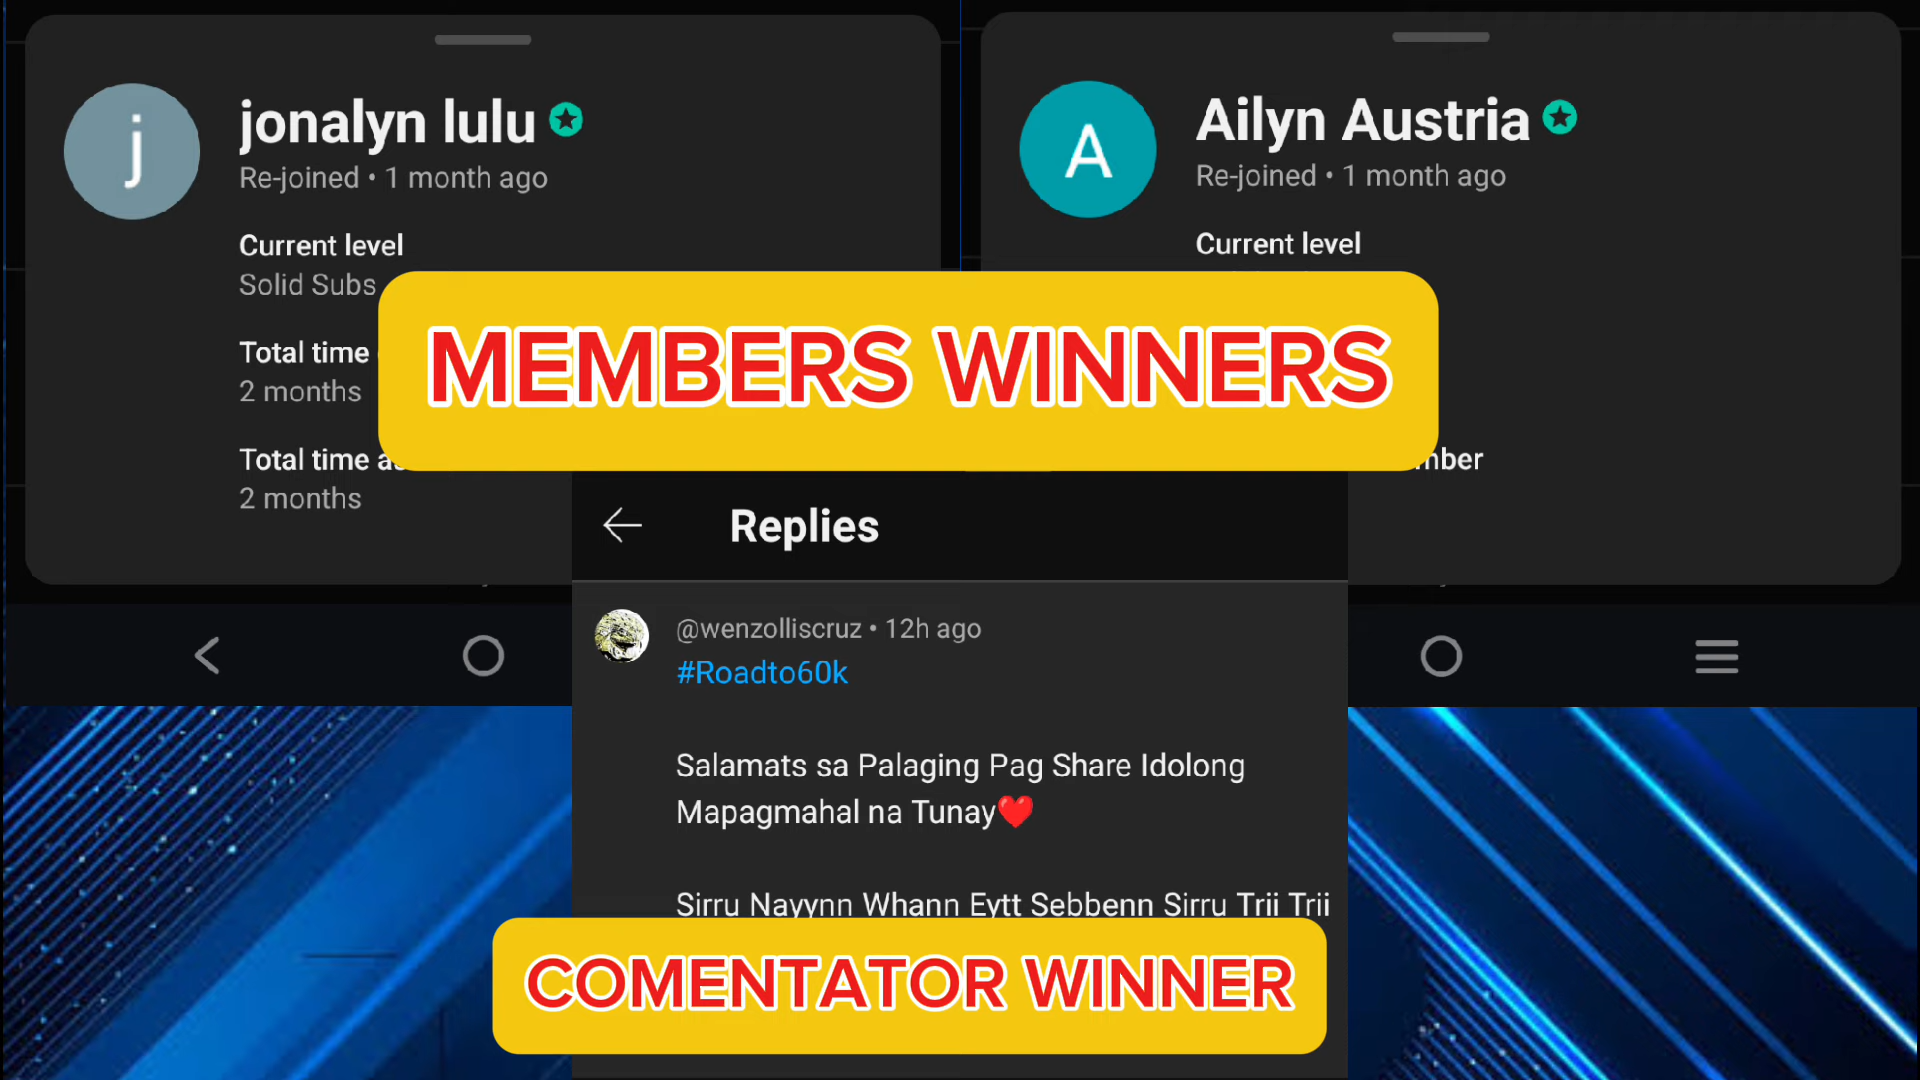 j
jonalyn lulu
Re-joined • 1 month ago
Current level
Solid Subs
Total time
2 months
Total time
2 months
A
Ailyn Austria
Re-joined • 1 month ago
Current level
MEMBERS WINNERS
Replies
@wenzolliscruz • 12h ago
#Roadto60k
Salamats sa Palaging Pag Share Idolong
Mapagmahal na Tunay❤️
Sirru Nayynn Whann Eytt Sebbenn Sirru Trii Trii
COMENTATOR WINNER